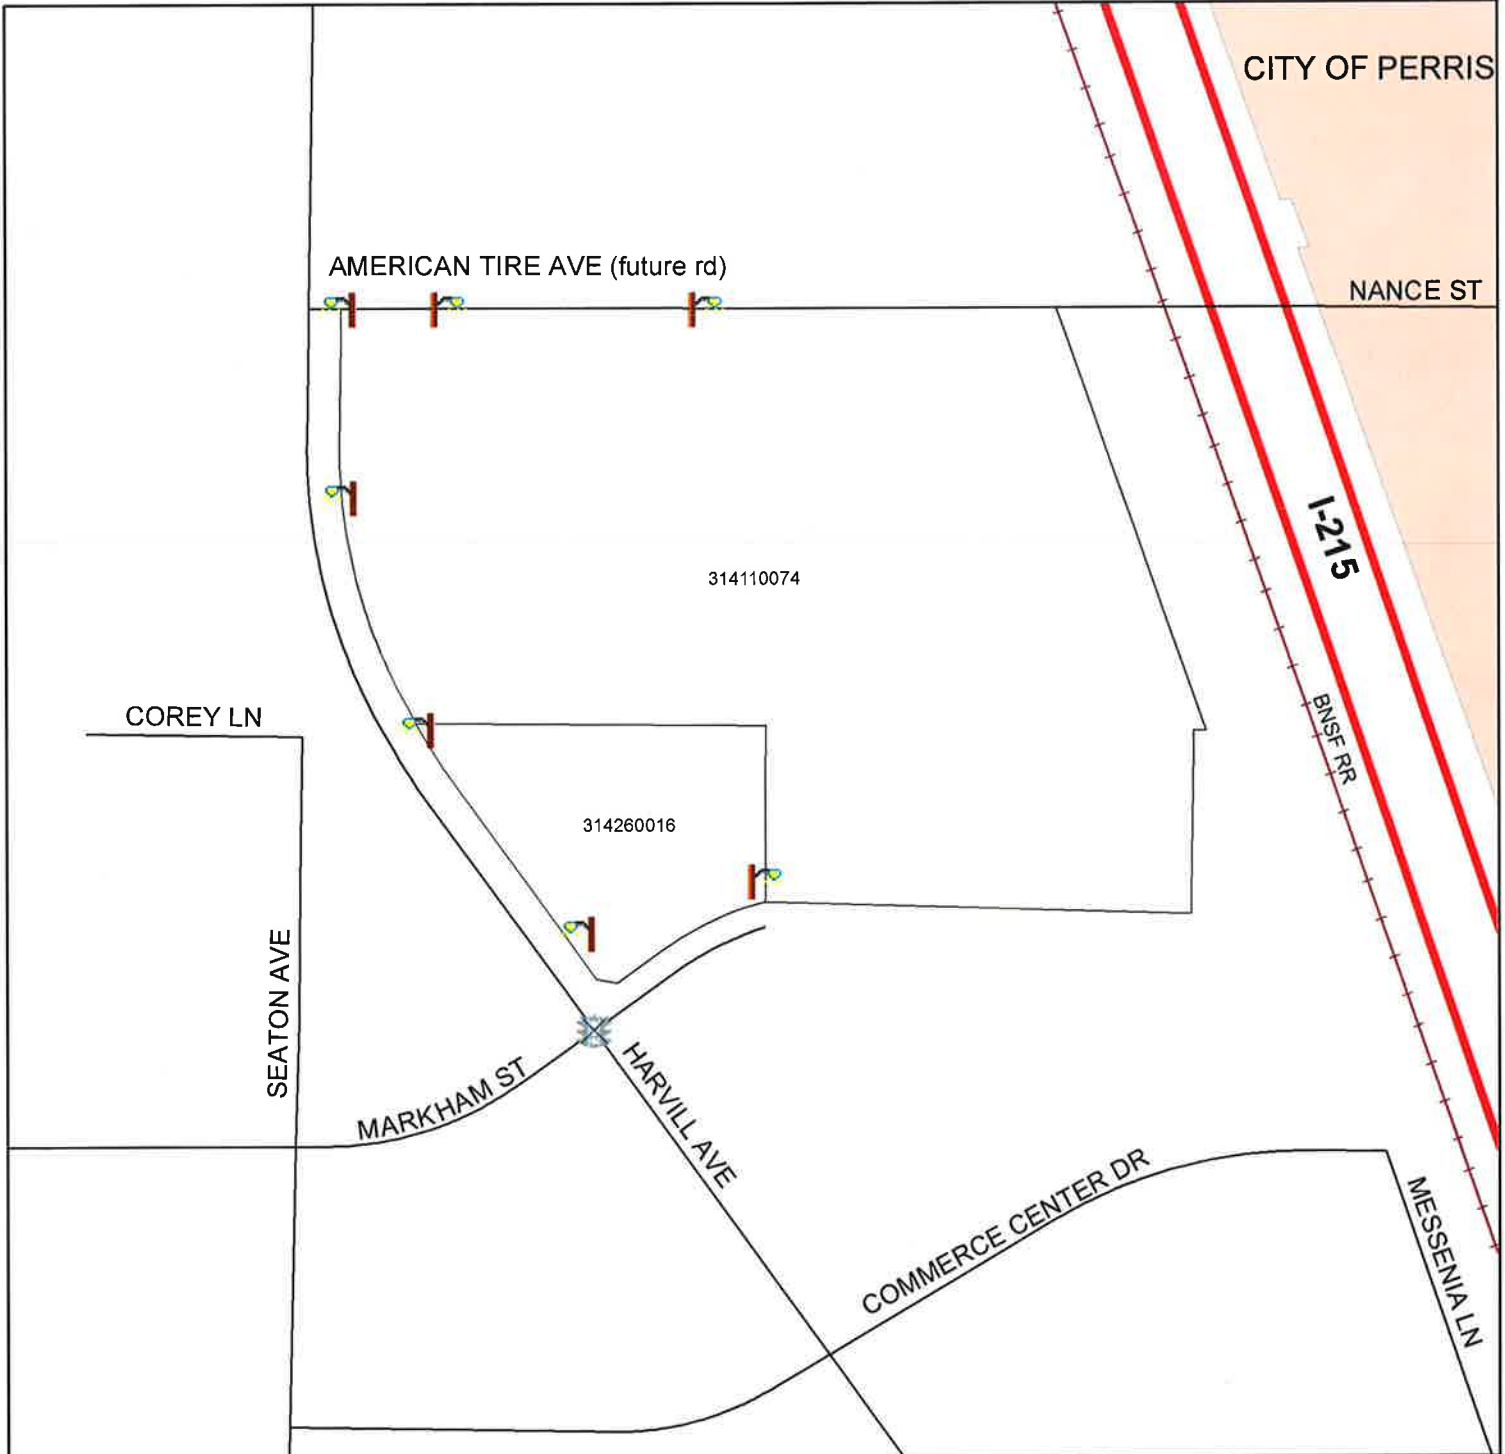 CITY OF PERRIS
AMERICAN TIRE AVE (future rd)
NANCE ST
I-215
314110074
BNSF RR
COREY LN
314260016
SEATON AVE
MARKHAM ST
HARVILL AVE
COMMERCE CENTER DR
MESSENIA LN